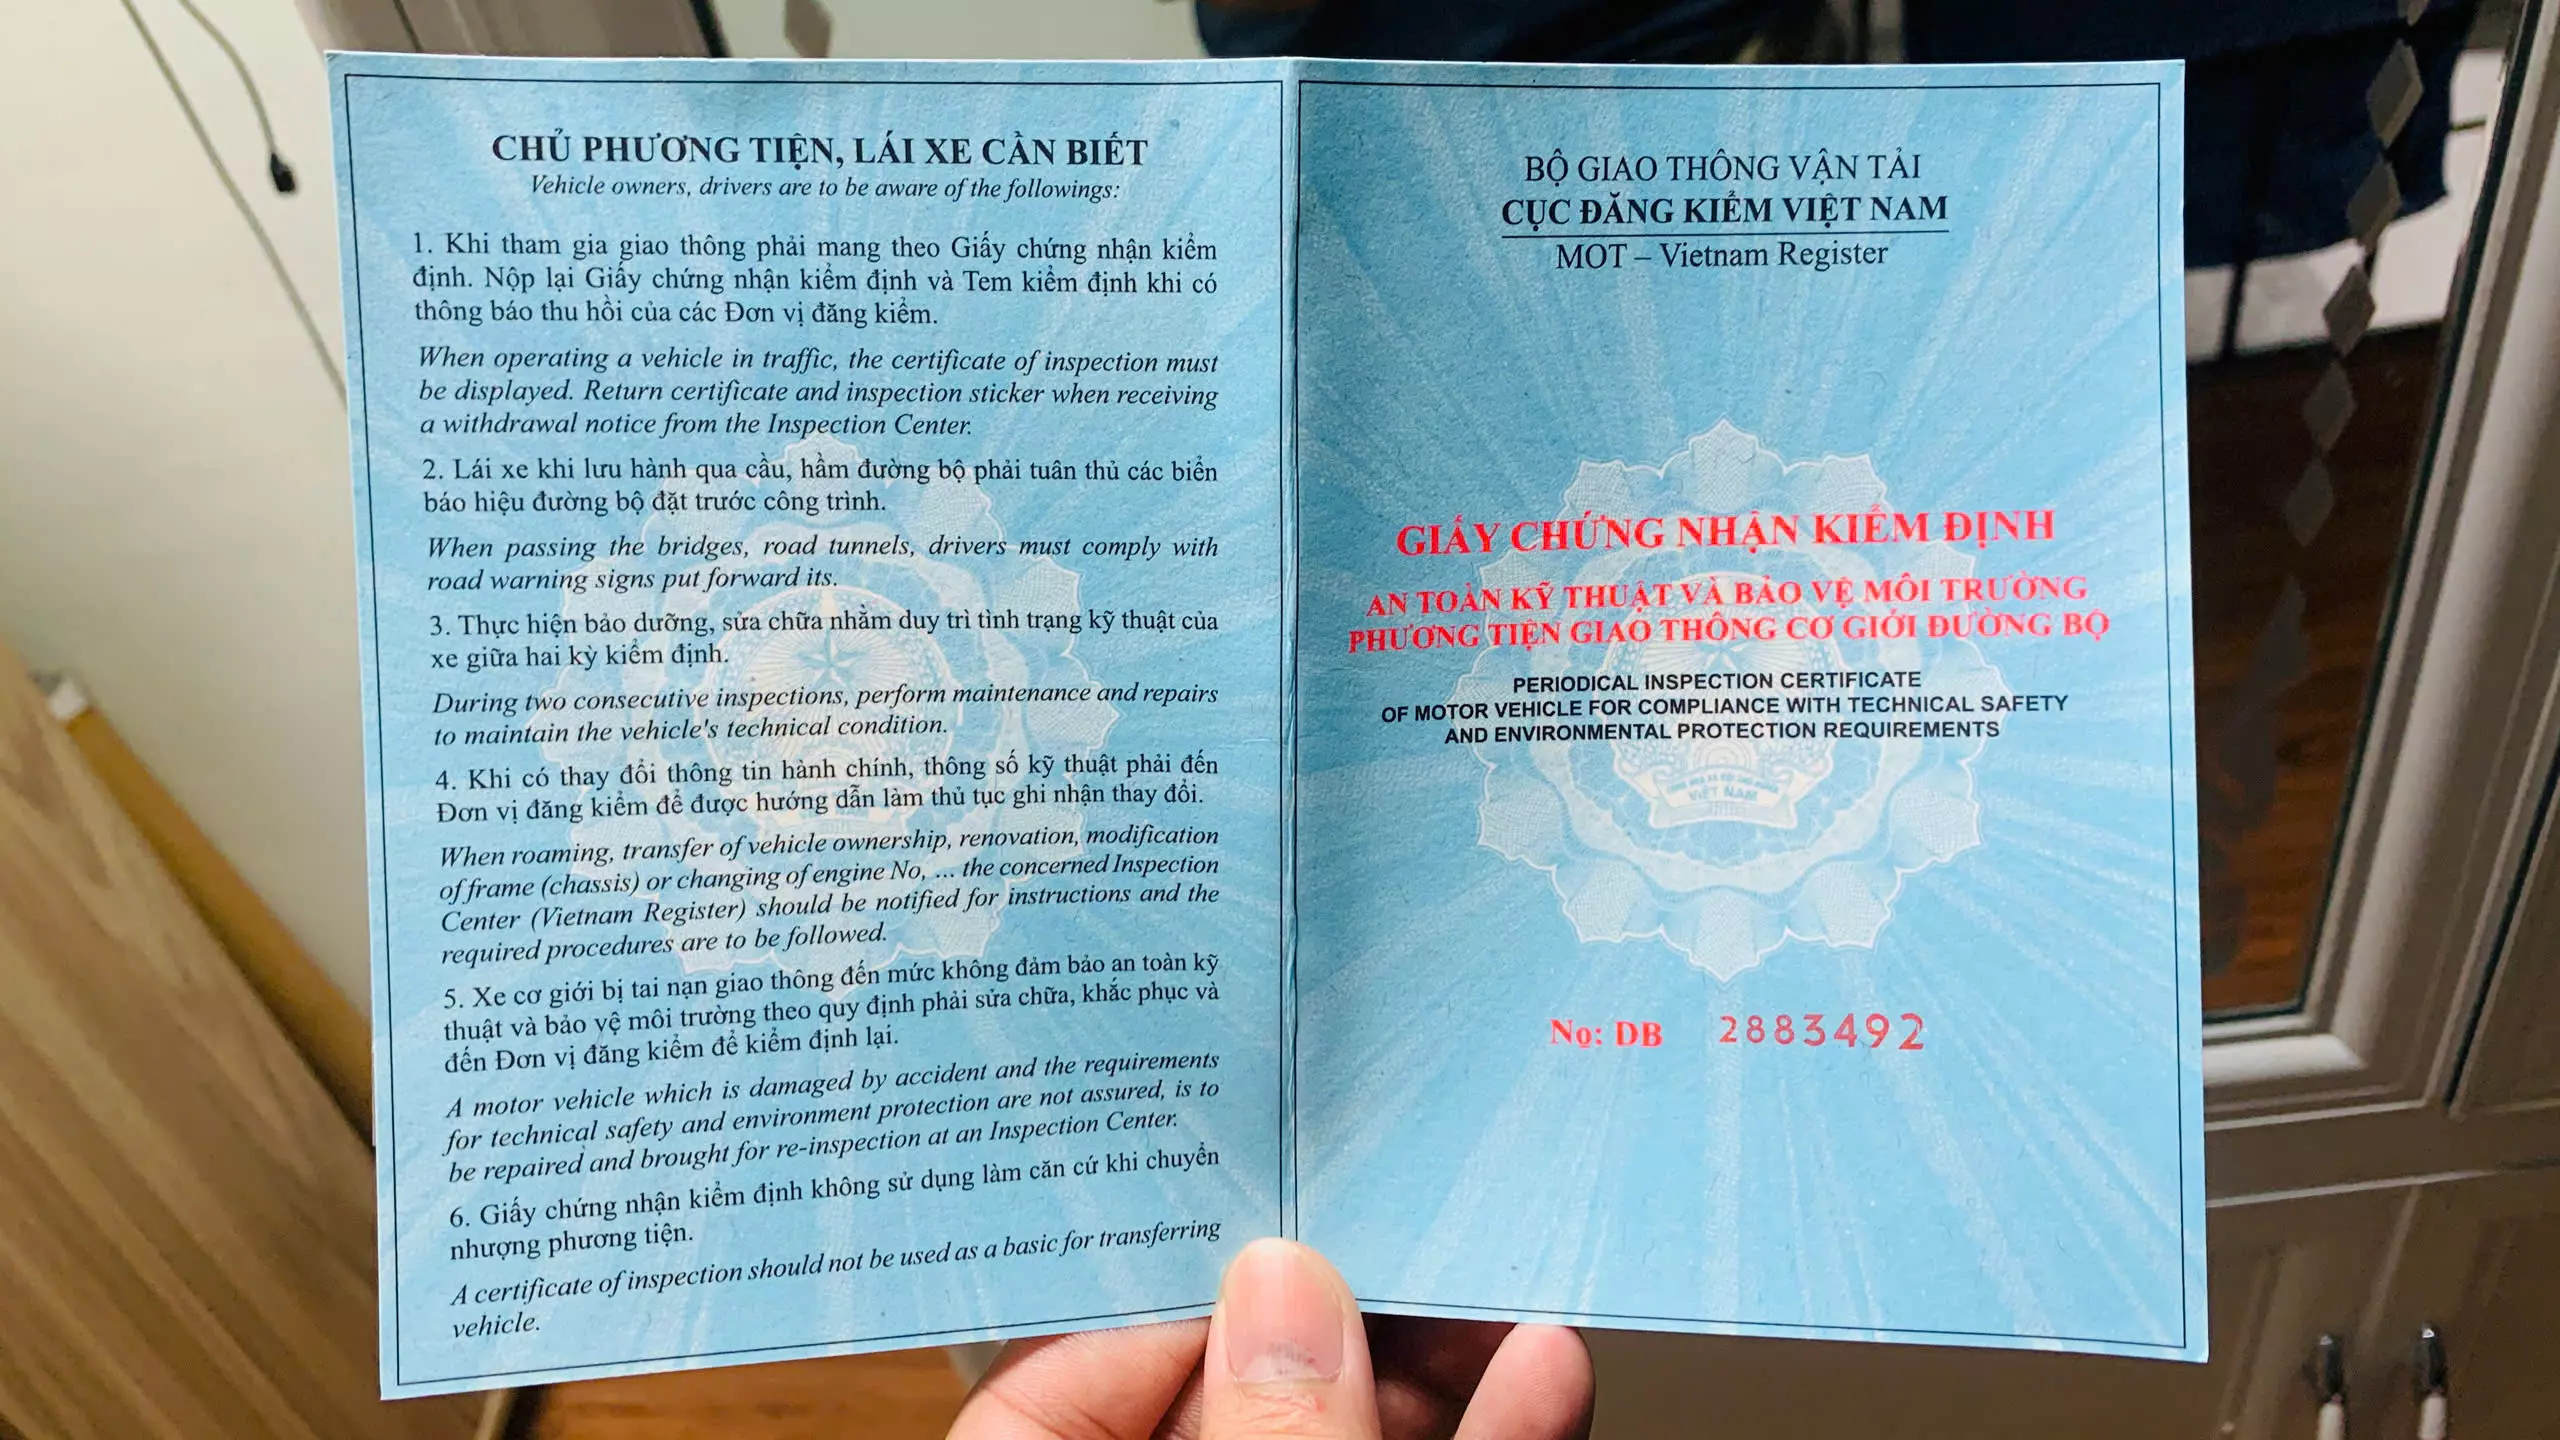 CHỦ PHƯƠNG TIỆN, LÁI XE CẦN BIẾT
Vehicle owners, drivers are to be aware of the followings:
1. Khi tham gia giao thông phải mang theo Giấy chứng nhận kiểm
định. Nộp lại Giấy chứng nhận kiểm định và Tem kiểm định khi có
thông báo thu hồi của các Đơn vị đăng kiểm.
When operating a vehicle in traffic, the certificate of inspection must
be displayed. Return certificate and inspection sticker when receiving
a withdrawal notice from the Inspection Center.
2. Lái xe khi lưu hành qua cầu, hầm đường bộ phải tuân thủ các biển
báo hiệu đường bộ đặt trước công trình.
When passing the bridges, road tunnels, drivers must comply with
road warning signs put forward its.
3. Thực hiện bảo dưỡng, sửa chữa nhằm duy trì tình trạng kỹ thuật của
xe giữa hai kỳ kiểm định.
During two consecutive inspections, perform maintenance and repairs
to maintain the vehicle's technical condition.
4. Khi có thay đổi thông tin hành chính, thông số kỹ thuật phải đến
Đơn vị đăng kiểm để được hướng dẫn làm thủ tục ghi nhận thay đổi.
When roaming, transfer of vehicle ownership, renovation, modification
of frame (chassis) or changing of engine No, ... the concerned Inspection
Center (Vietnam Register) should be notified for instructions and the
required procedures are to be followed.
5. Xe cơ giới bị tai nạn giao thông đến mức không đảm bảo an toàn kỹ
thuật và bảo vệ môi trường theo quy định phải sửa chữa, khắc phục và
đến Đơn vị đăng kiểm để kiểm định lại.
A motor vehicle which is damaged by accident and the requirements
for technical safety and environment protection are not assured, is to
be repaired and brought for re-inspection at an Inspection Center.
6. Giấy chứng nhận kiểm định không sử dụng làm căn cứ khi chuyển
nhượng phương tiện.
A certificate of inspection should not be used as a basic for transferring
vehicle.
BỘ GIAO THÔNG VẬN TẢI
CỤC ĐĂNG KIỂM VIỆT NAM
MOT – Vietnam Register
GIẤY CHỨNG NHẬN KIỂM ĐỊNH
AN TOÀN KỸ THUẬT VÀ BẢO VỆ MÔI TRƯỜNG
PHƯƠNG TIỆN GIAO THÔNG CƠ GIỚI ĐƯỜNG BỘ
PERIODICAL INSPECTION CERTIFICATE
OF MOTOR VEHICLE FOR COMPLIANCE WITH TECHNICAL SAFETY
AND ENVIRONMENTAL PROTECTION REQUIREMENTS
VIỆT NAM
No: DB 2883492